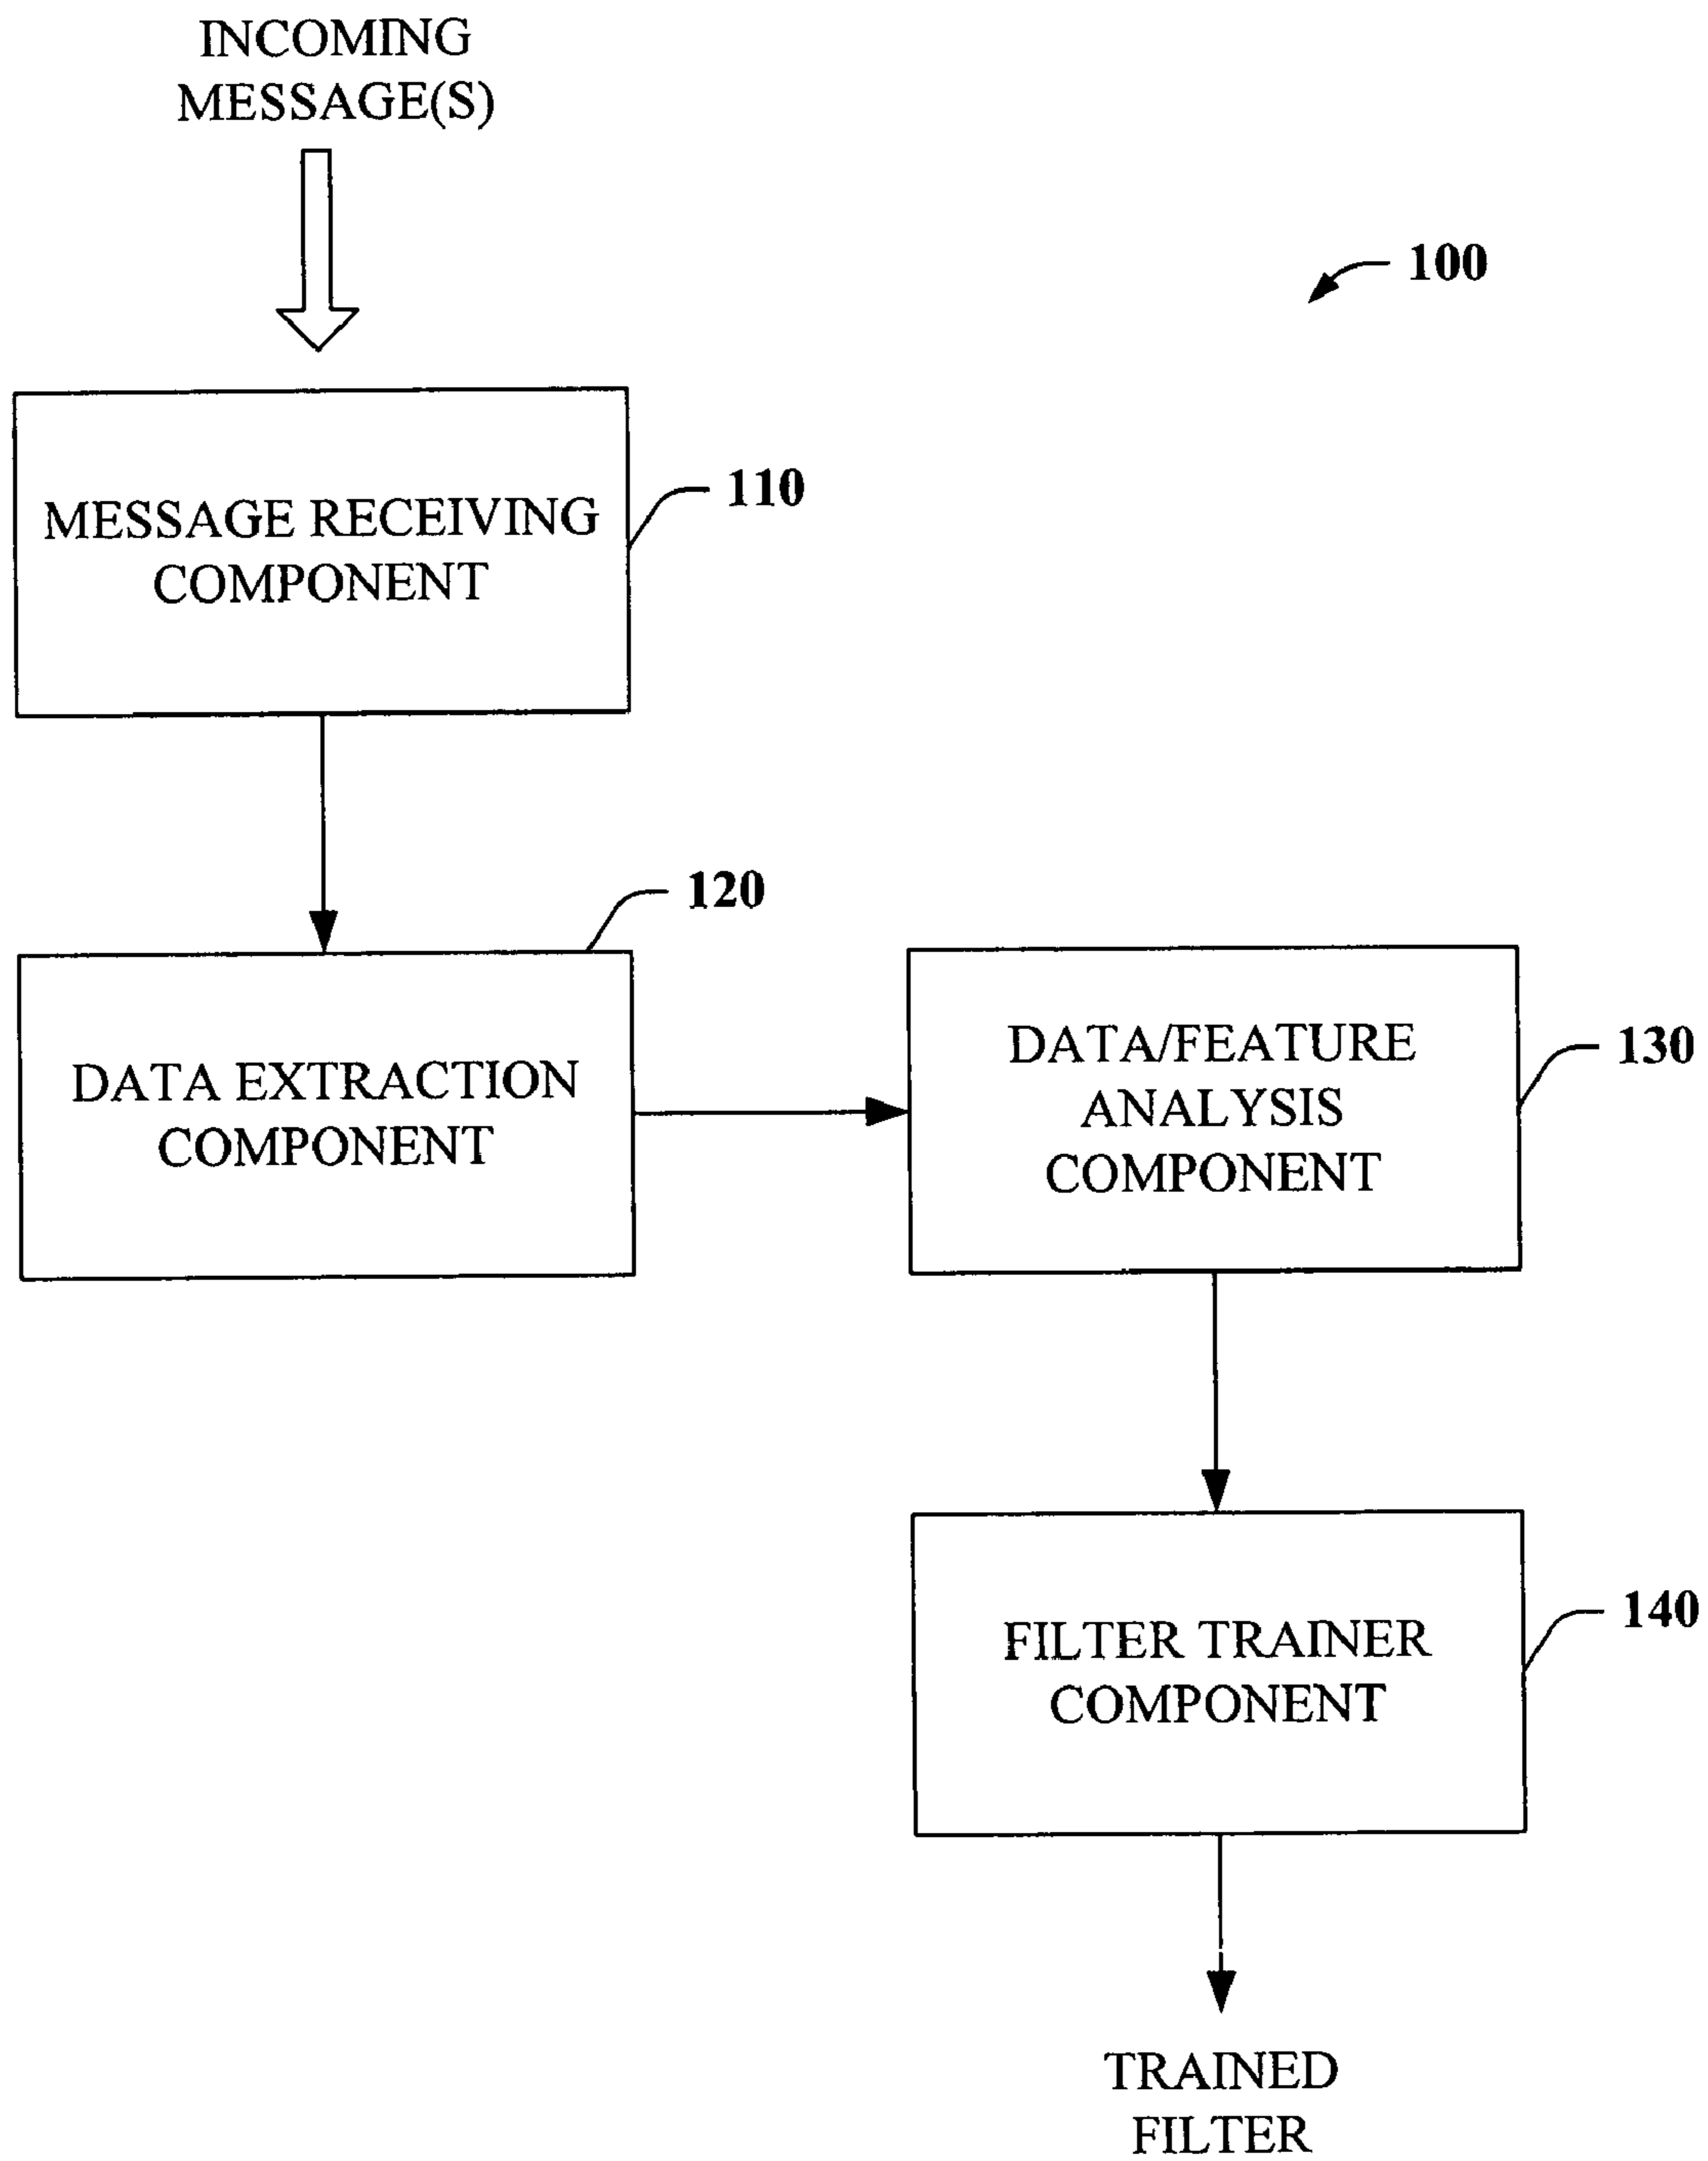 INCOMING
MESSAGE(S)
100
MESSAGE RECEIVING
COMPONENT
110
120
DATA EXTRACTION
COMPONENT
DATA/FEATURE
ANALYSIS
COMPONENT
130
FILTER TRAINER
COMPONENT
140
TRAINED
FILTER